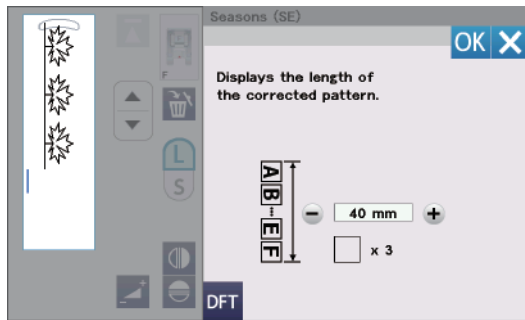 Seasons (SE)
OK
Displays the length of
the corrected pattern.
F
L
S
A
B
E
F
40 mm
x 3
DFT